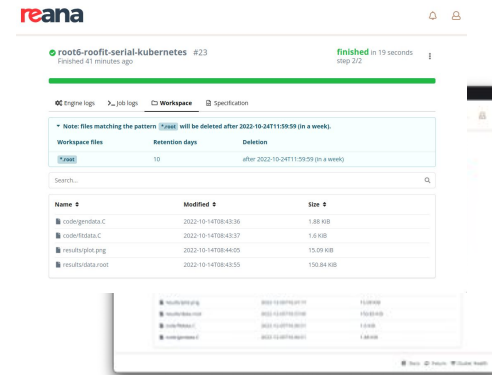 reana
root6-roofit-serial-kubernetes #23
Finished 41 minutes ago
finished in 19 seconds
step 2/2
Engine logs >_ Job logs Workspace Specification
Note: files matching the pattern *.root will be deleted after 2022-10-24T11:59:59 (in a week).
Workspace files Retention days Deletion
*.root 10 after 2022-10-24T11:59:59 (in a week)
Search...
Name Modified Size
code/gendata.C 2022-10-14T08:43:36 1.88 KiB
code/fitdata.C 2022-10-14T08:43:37 1.6 KiB
results/plot.png 2022-10-14T08:44:05 15.09 KiB
results/data.root 2022-10-14T08:43:55 150.84 KiB